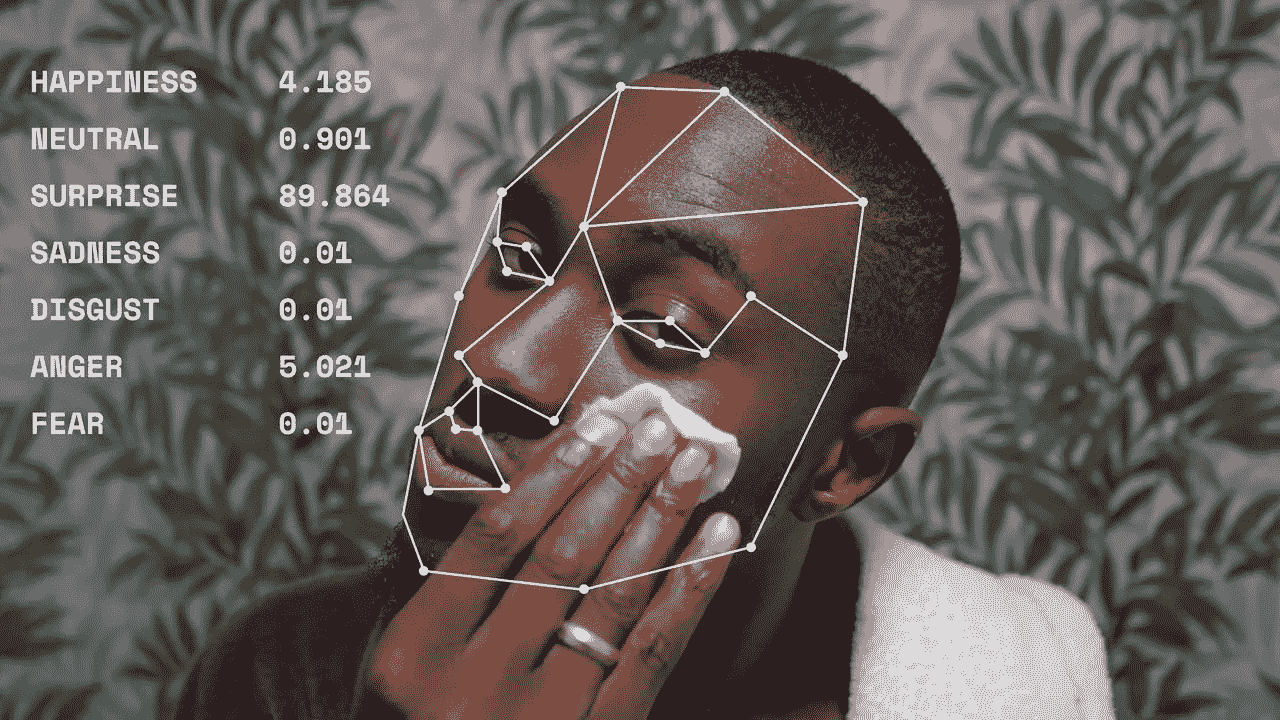 HAPPINESS 4.185
NEUTRAL 0.901
SURPRISE 89.864
SADNESS 0.01
DISGUST 0.01
ANGER 5.021
FEAR 0.01